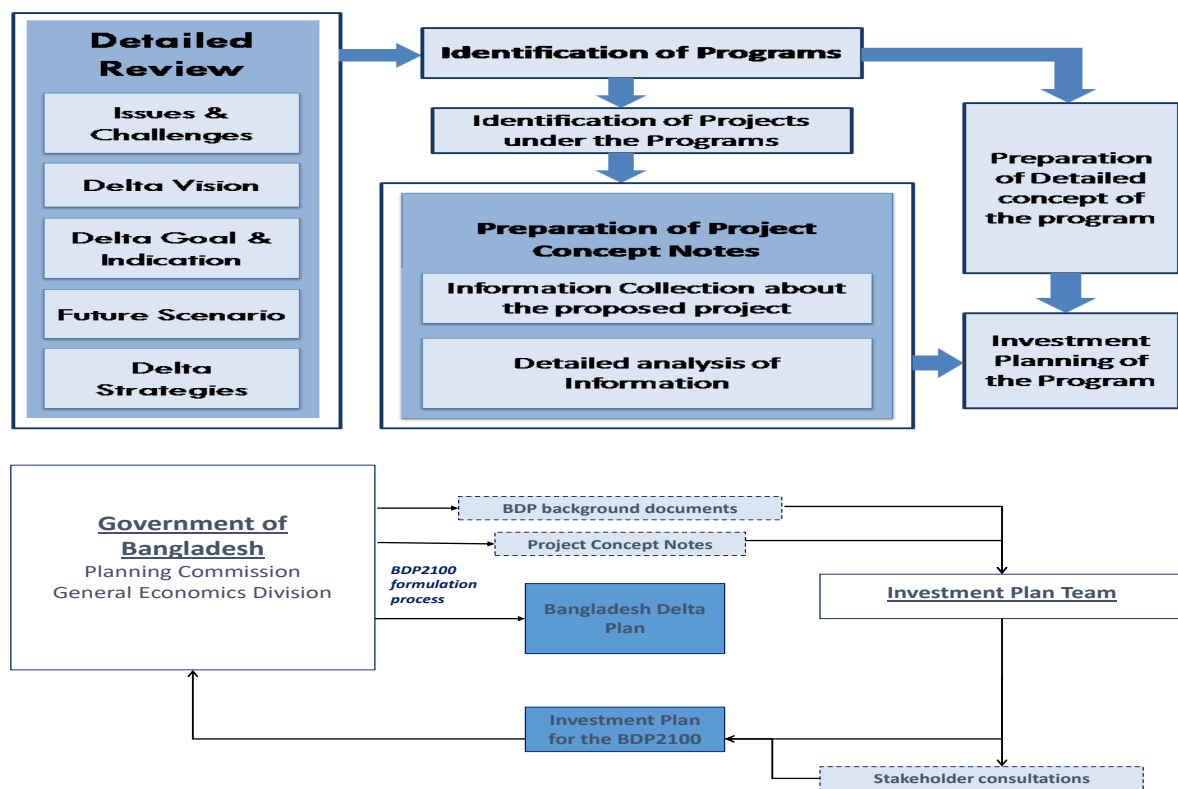 Detailed
Review
Issues &
Challenges
Delta Vision
Delta Goal &
Indication
Future Scenario
Delta
Strategies
Identification of Programs
Identification of Projects
under the Programs
Preparation of Project
Concept Notes
Information Collection about
the proposed project
Detailed analysis of
Information
Preparation
of Detailed
concept of
the program
Investment
Planning of
the Program
Government of
Bangladesh
Planning Commission
General Economics Division
BDP background documents
Project Concept Notes
BDP2100
formulation
process
Bangladesh Delta
Plan
Investment Plan Team
Investment Plan
for the BDP2100
Stakeholder consultations